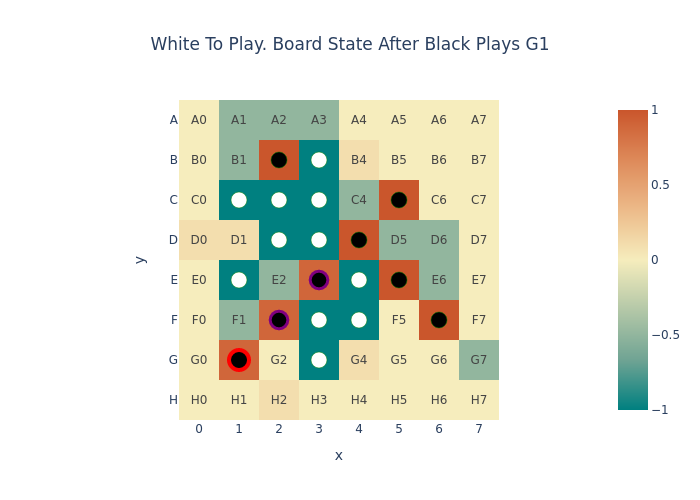 White To Play. Board State After Black Plays G1
A A0 A1 A2 A3 A4 A5 A6 A7
B B0 B1 B4 B5 B6 B7
C C0 C4 C6 C7
D D0 D1 D5 D6 D7
E E0 E2 E6 E7
F F0 F1 F5 F7
G G0 G2 G4 G5 G6 G7
H H0 H1 H2 H3 H4 H5 H6 H7
0 1 2 3 4 5 6 7
x
y
1
0.5
0
−0.5
−1